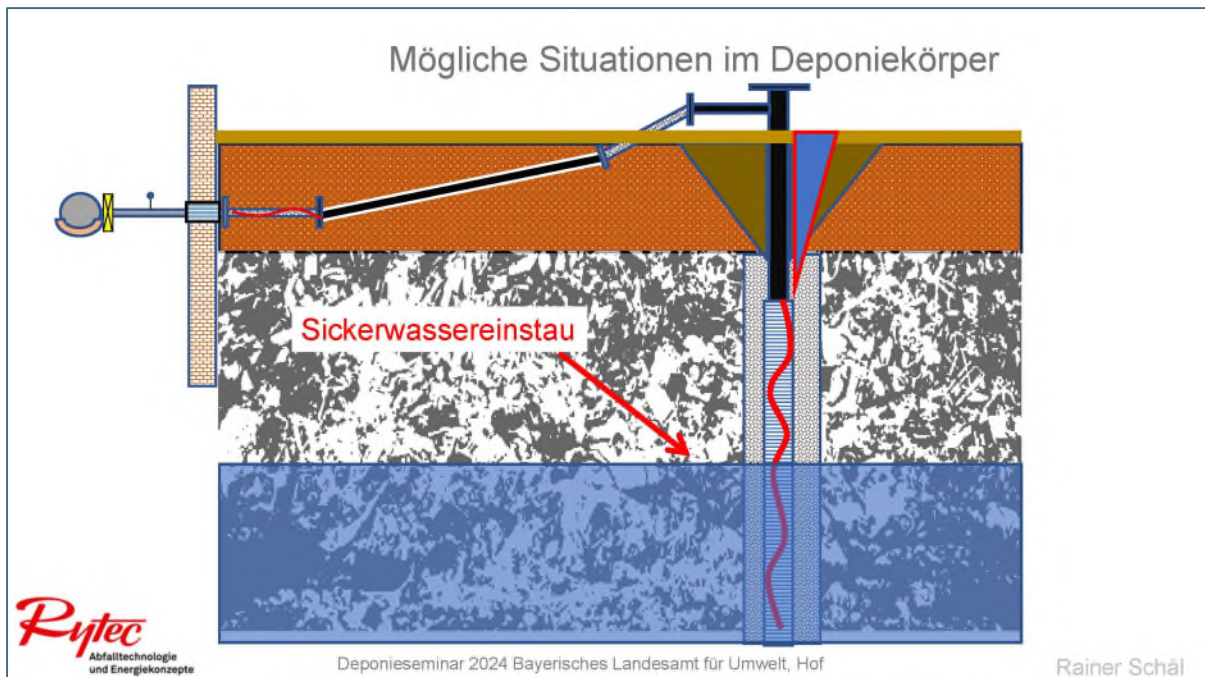 Mögliche Situationen im Deponiekörper
Sickerwassereinstau
Rytec
Abfalltechnologie
und Energiekonzepte
Deponieseminar 2024 Bayerisches Landesamt für Umwelt, Hof
Rainer Schäl